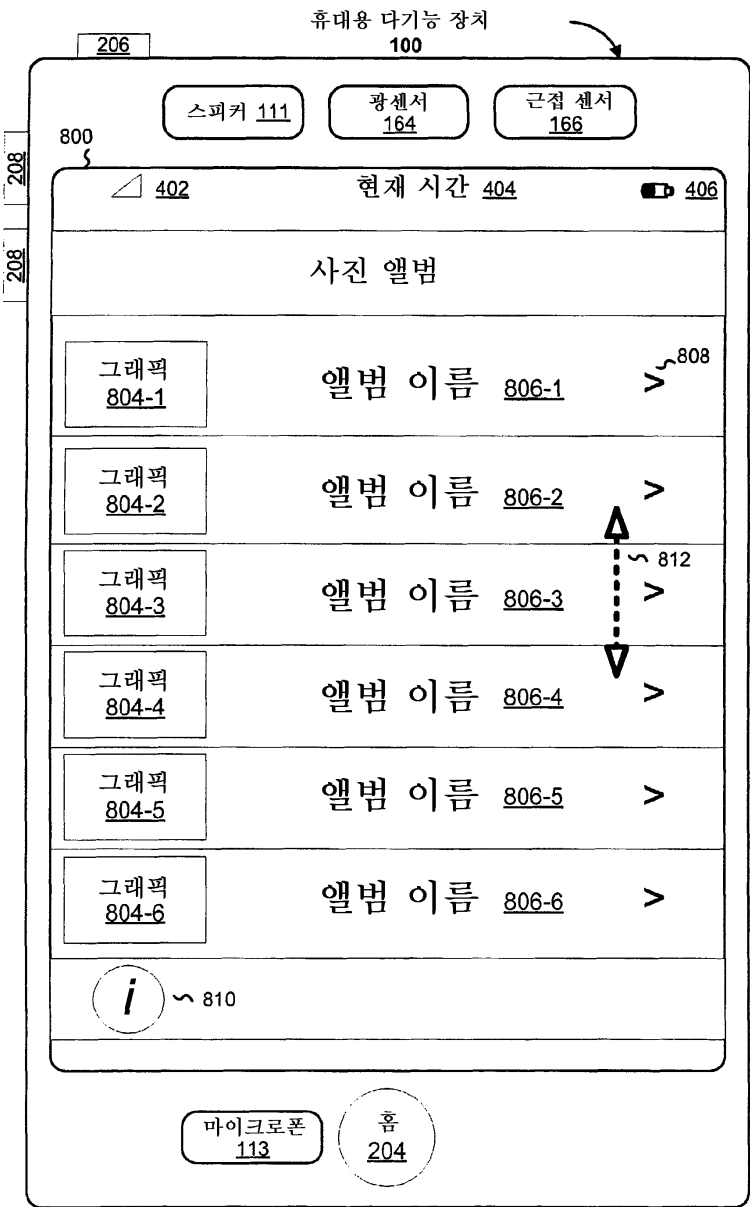 휴대용 다기능 장치
100
206
스피커 111
광센서
164
근접 센서
166
800
208
208
402 현재 시간 404 406
사진 앨범
그래픽
804-1
앨범 이름 806-1 >
808
그래픽
804-2
앨범 이름 806-2 >
812
그래픽
804-3
앨범 이름 806-3 >
그래픽
804-4
앨범 이름 806-4 >
그래픽
804-5
앨범 이름 806-5 >
그래픽
804-6
앨범 이름 806-6 >
i 810
마이크로폰
113
홈
204